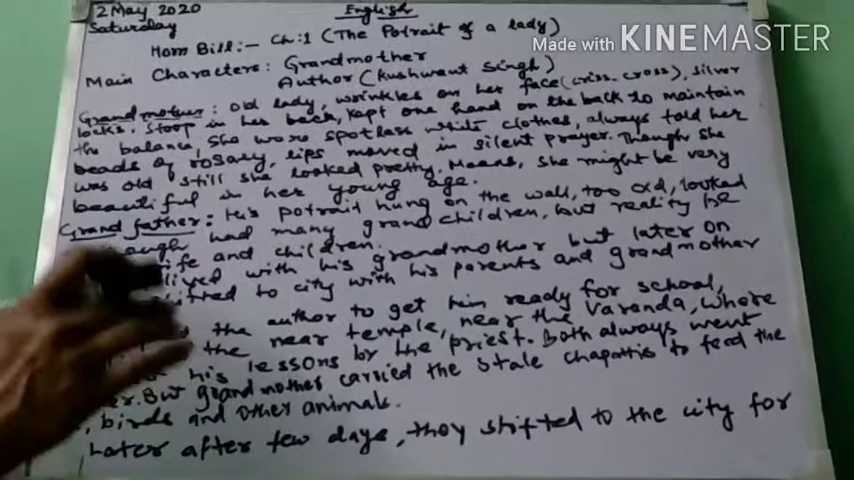 2 May 2020
English
Saturday
Horn Bill:- Ch:1 (The Potrait of a lady)
Made with KINEMASTER
Main Characters: Grandmother
Author (Kushwant Singh)
Grandmother: Old lady, wrinkles on her face (criss. cross), silver
locks. Stoop in her back, kept one hand on the back to maintain
the balance, She wore spotless white clothes, always told her
beads of rosary, lips moved in silent prayer. Though she
was old still she looked pretty. Means, she might be very
beautiful in her young age.
Grand father: His potrait hung on the wall, too old, looked
had many grand children, but reality he
and children.
lived with his grandmother but later on
to city with his parents and grandmother
the author to get him ready for school,
the near temple, near the Varanda, where
his lessons by the priest. Both always went
But grandmother carried the stale chapattis to feed the
, birds and other animals.
Later after few days, they shifted to the city for